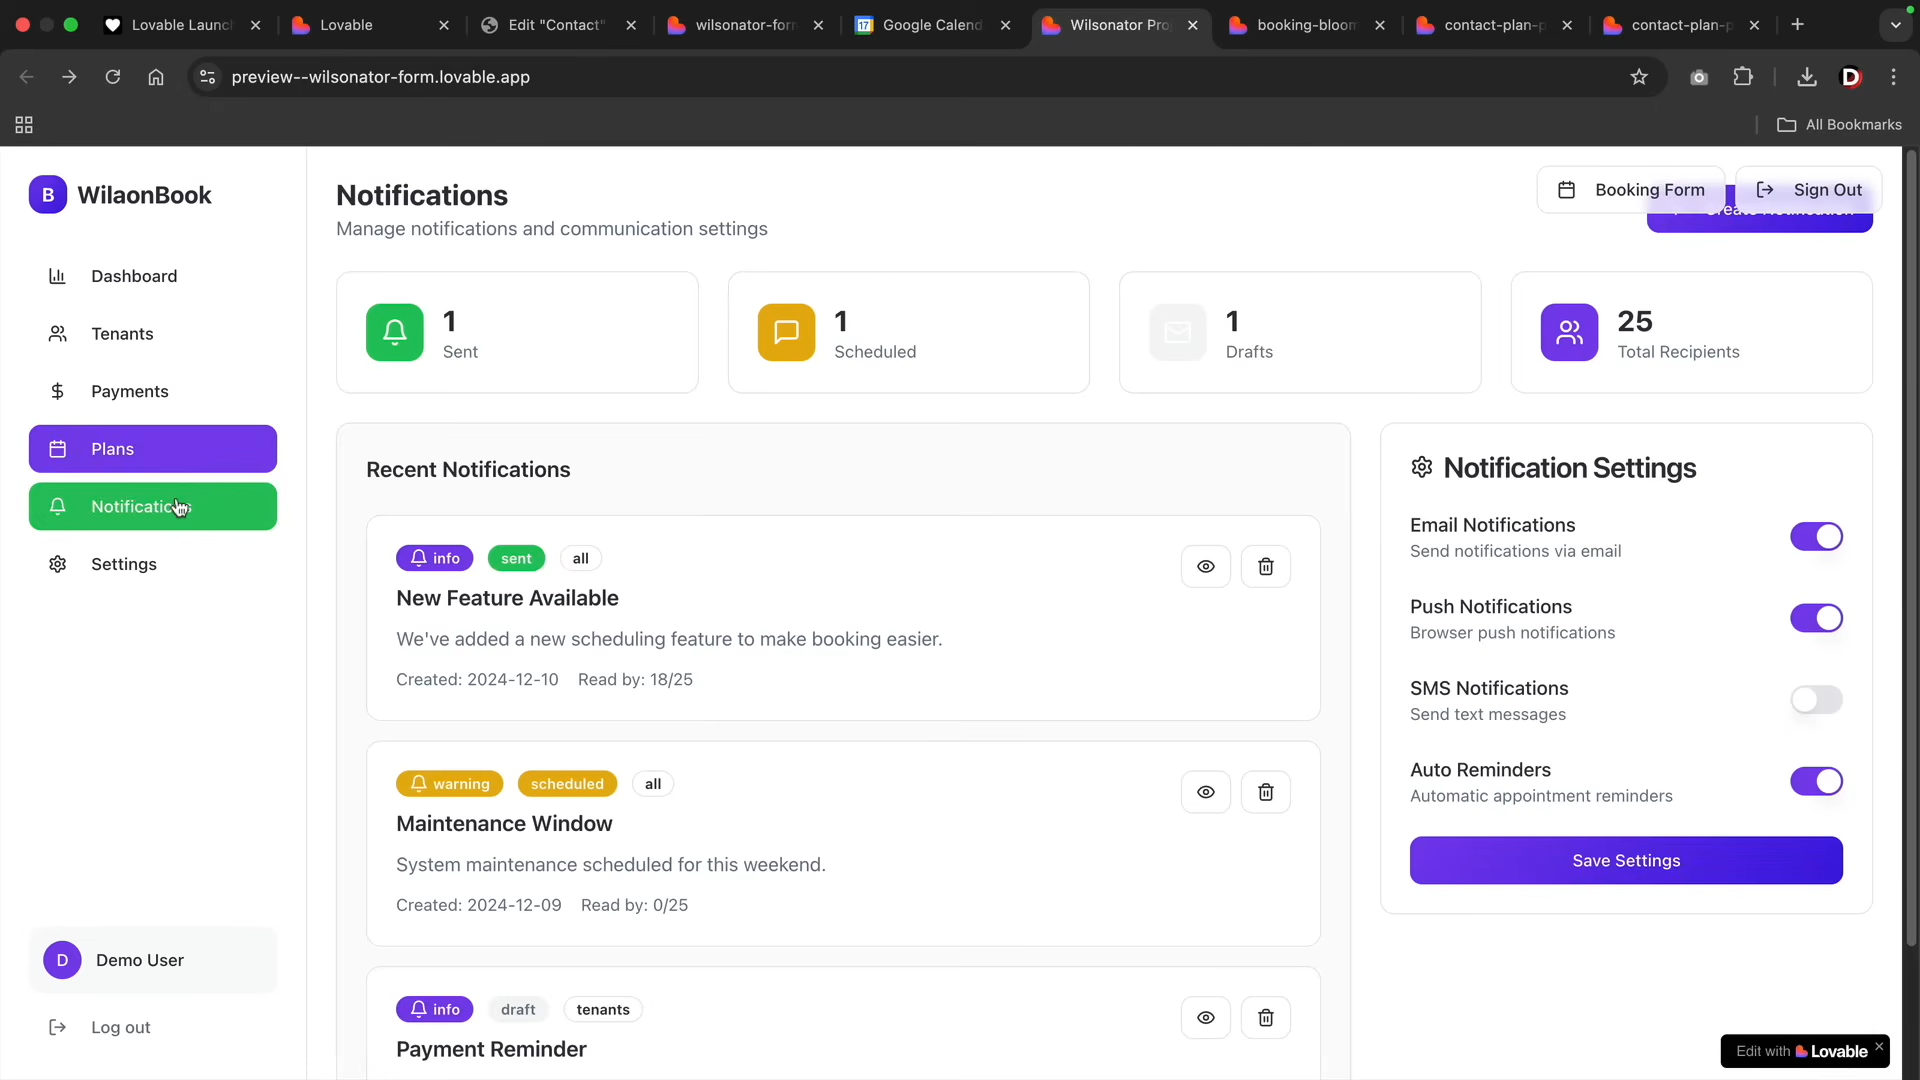 Lovable Launc
Lovable
Edit "Contact"
wilsonator-for
Google Calend
Wilsonator Pro
booking-bloom
contact-plan-p
contact-plan-p
preview--wilsonator-form.lovable.app
All Bookmarks
B WilaonBook
Dashboard
Tenants
Payments
Plans
Notifications
Settings
D Demo User
Log out
Notifications
Manage notifications and communication settings
Booking Form
Sign Out
Create Notification
1
Sent
1
Scheduled
1
Drafts
25
Total Recipients
Recent Notifications
info sent all
New Feature Available
We've added a new scheduling feature to make booking easier.
Created: 2024-12-10 Read by: 18/25
warning scheduled all
Maintenance Window
System maintenance scheduled for this weekend.
Created: 2024-12-09 Read by: 0/25
info draft tenants
Payment Reminder
Notification Settings
Email Notifications
Send notifications via email
Push Notifications
Browser push notifications
SMS Notifications
Send text messages
Auto Reminders
Automatic appointment reminders
Save Settings
Edit with Lovable